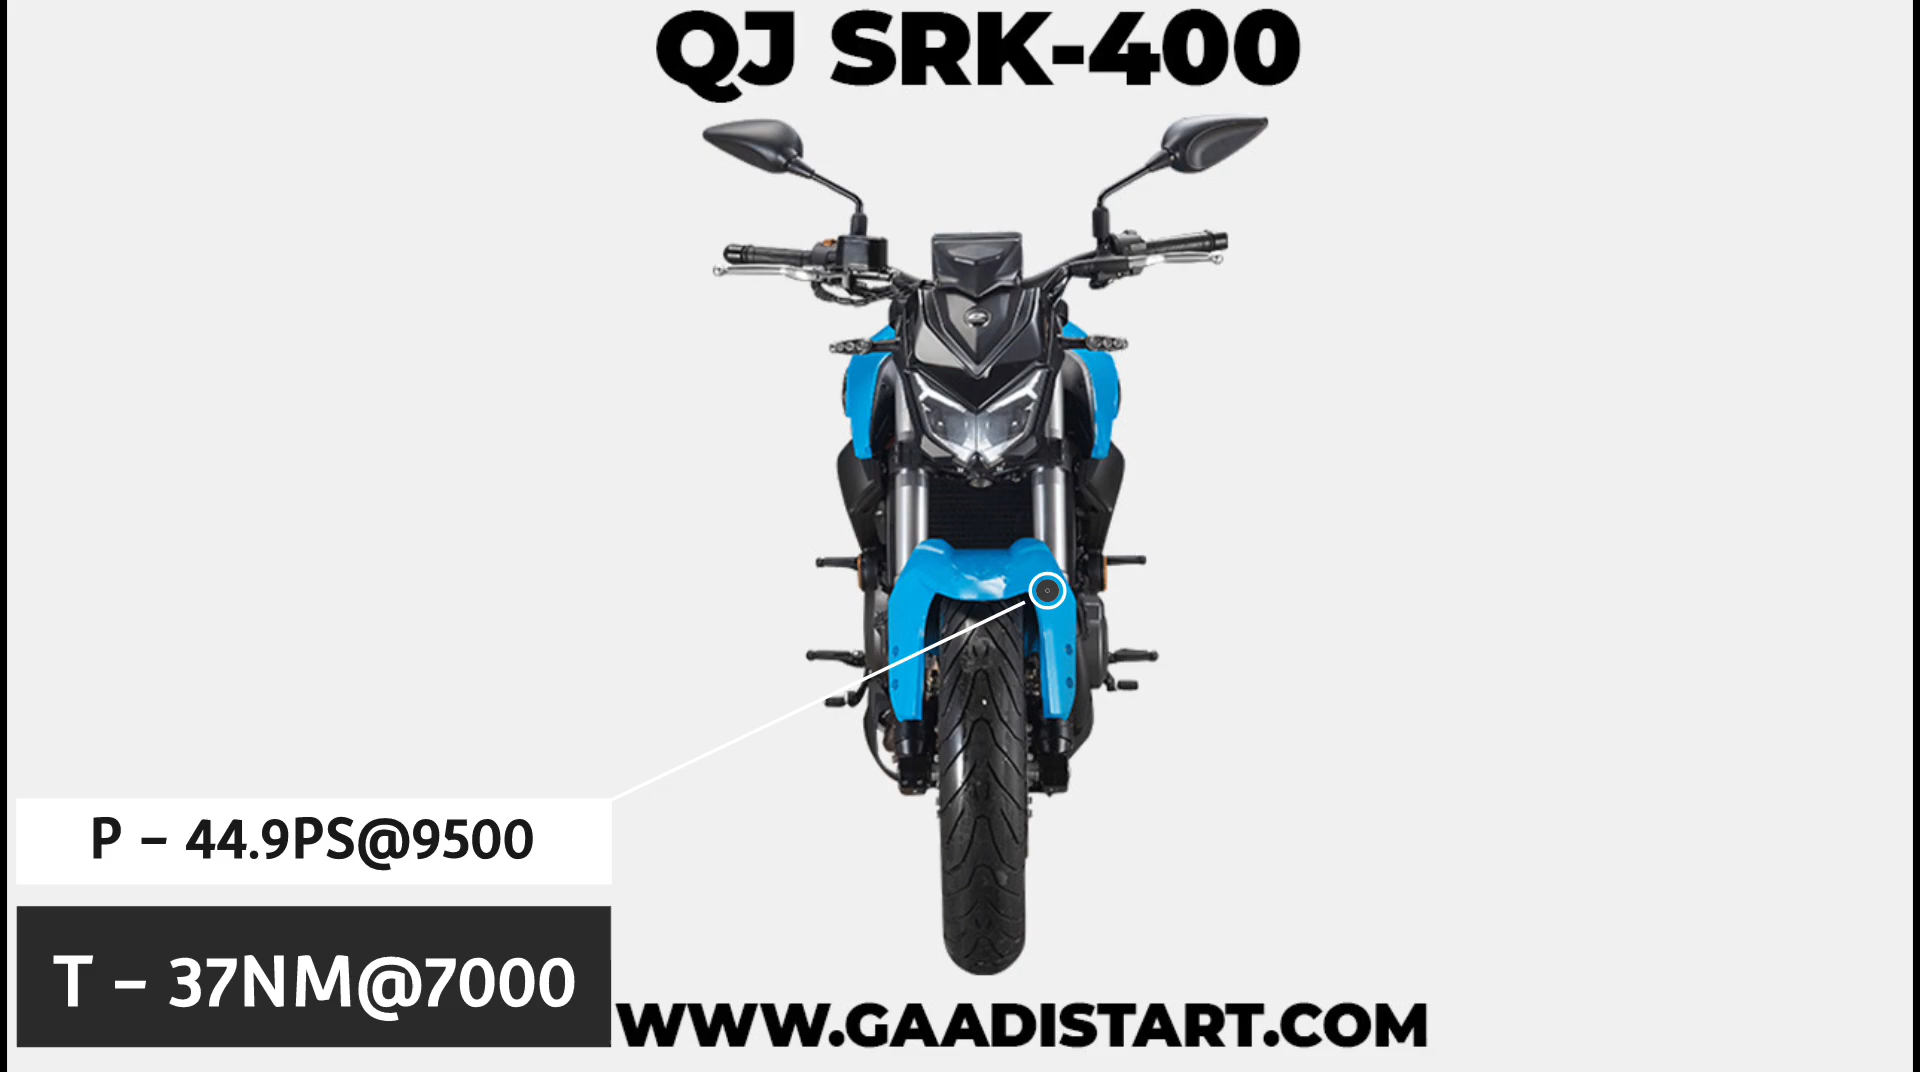 QJ SRK-400
P – 44.9PS@9500
T – 37NM@7000
WWW.GAADISTART.COM